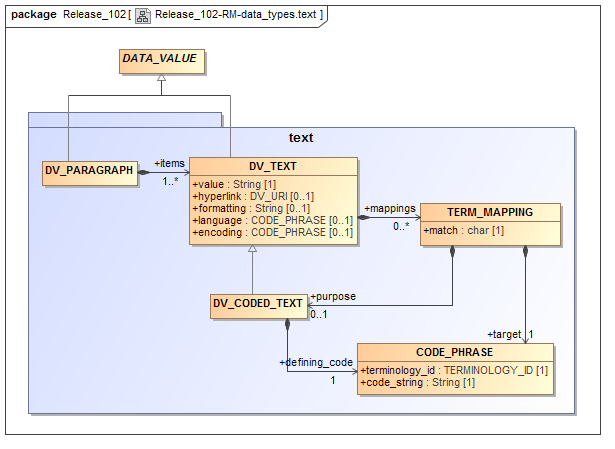 package Release_102 [ Release_102-RM-data_types.text ]
DATA_VALUE
text
DV_PARAGRAPH
+items
1..*
DV_TEXT
+value : String [1]
+hyperlink : DV_URI [0..1]
+formatting : String [0..1]
+language : CODE_PHRASE [0..1]
+encoding : CODE_PHRASE [0..1]
+mappings
0..*
TERM_MAPPING
+match : char [1]
DV_CODED_TEXT
+purpose
0..1
+target 1
+defining_code
1
CODE_PHRASE
+terminology_id : TERMINOLOGY_ID [1]
+code_string : String [1]